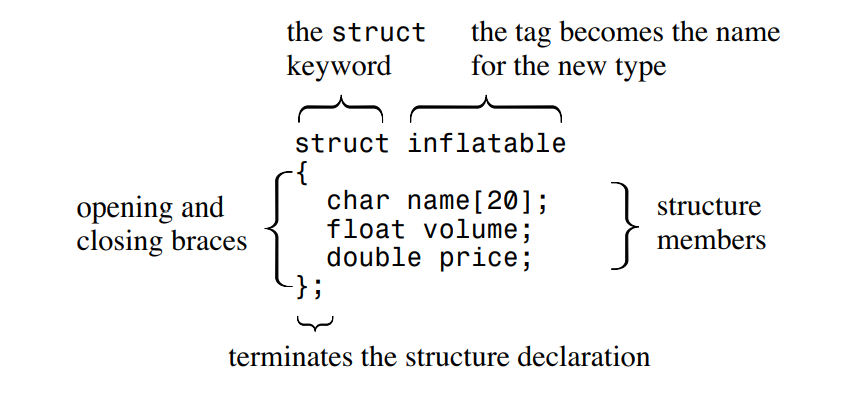 the struct
keyword
the tag becomes the name
for the new type
struct inflatable
{
opening and
closing braces
char name[20];
float volume;
double price;
structure
members
};
terminates the structure declaration